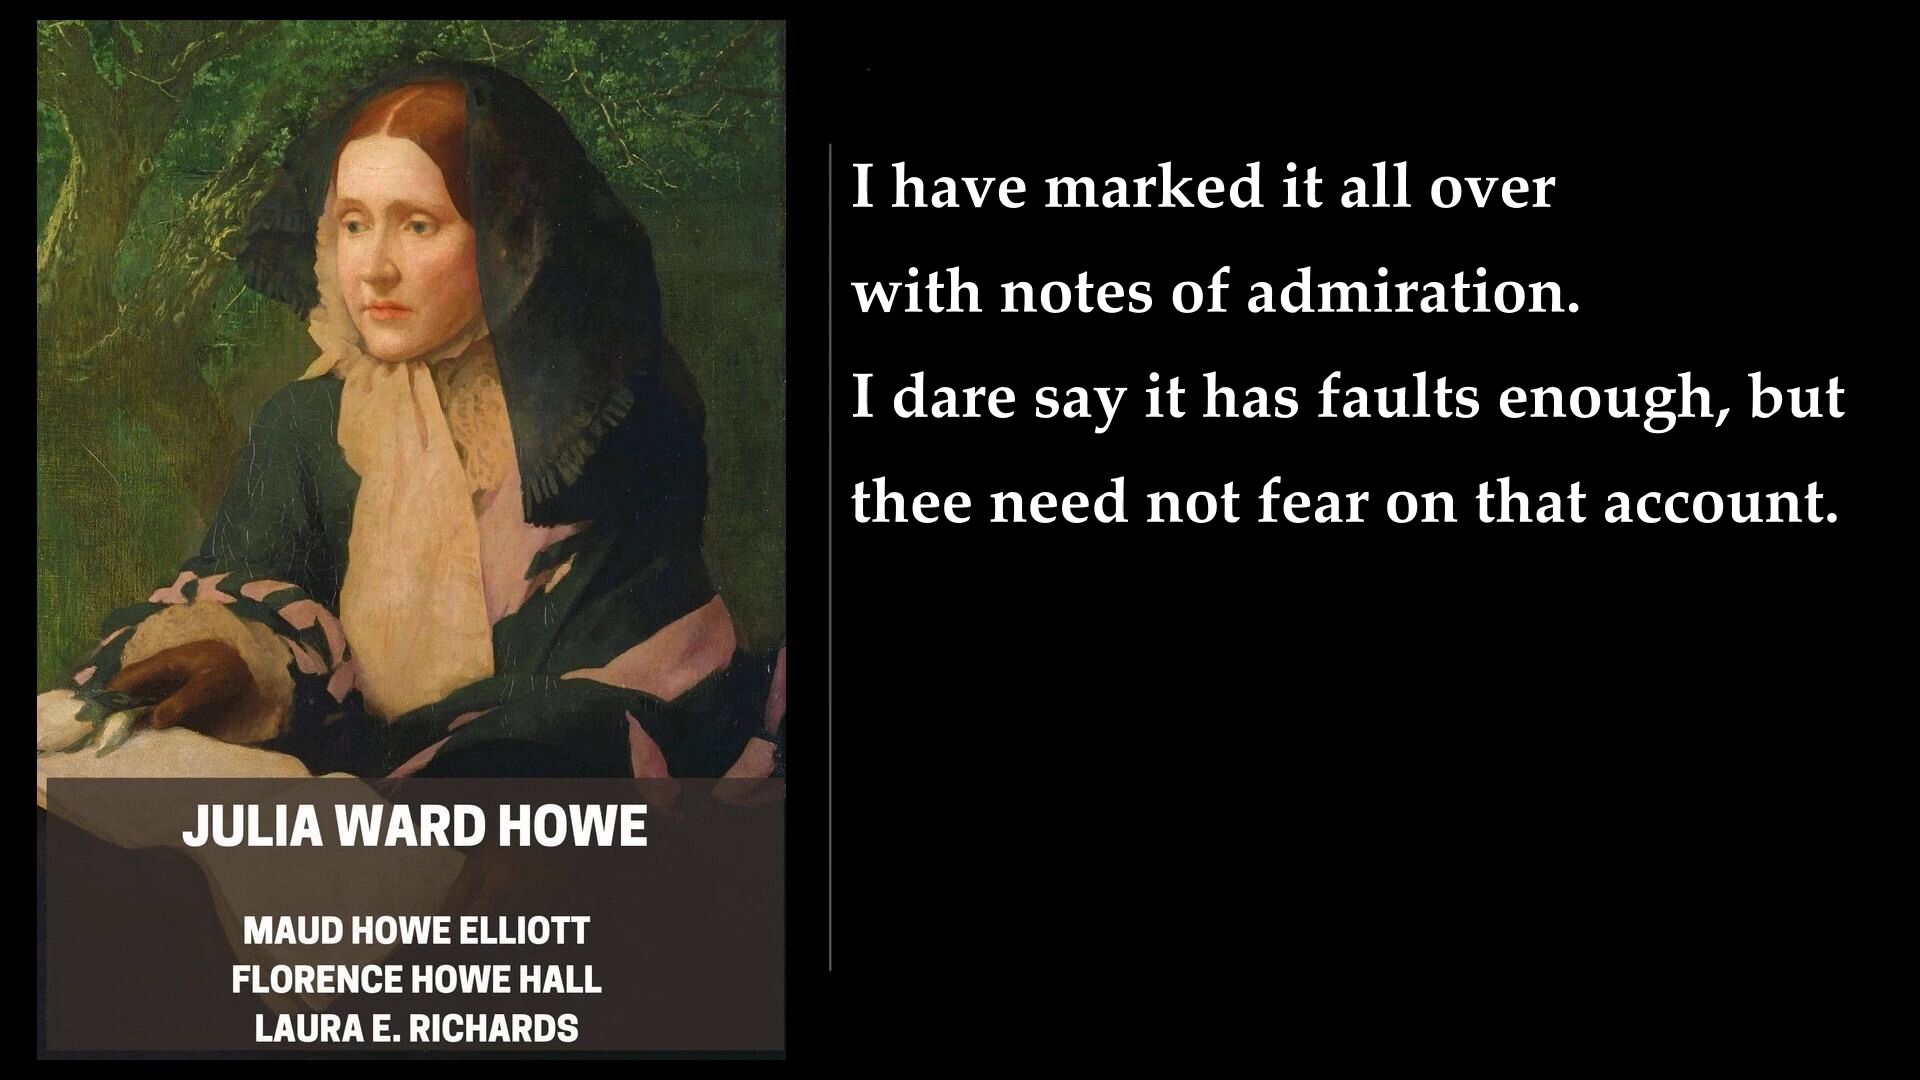 JULIA WARD HOWE
MAUD HOWE ELLIOTT
FLORENCE HOWE HALL
LAURA E. RICHARDS
I have marked it all over
with notes of admiration.
I dare say it has faults enough, but
thee need not fear on that account.